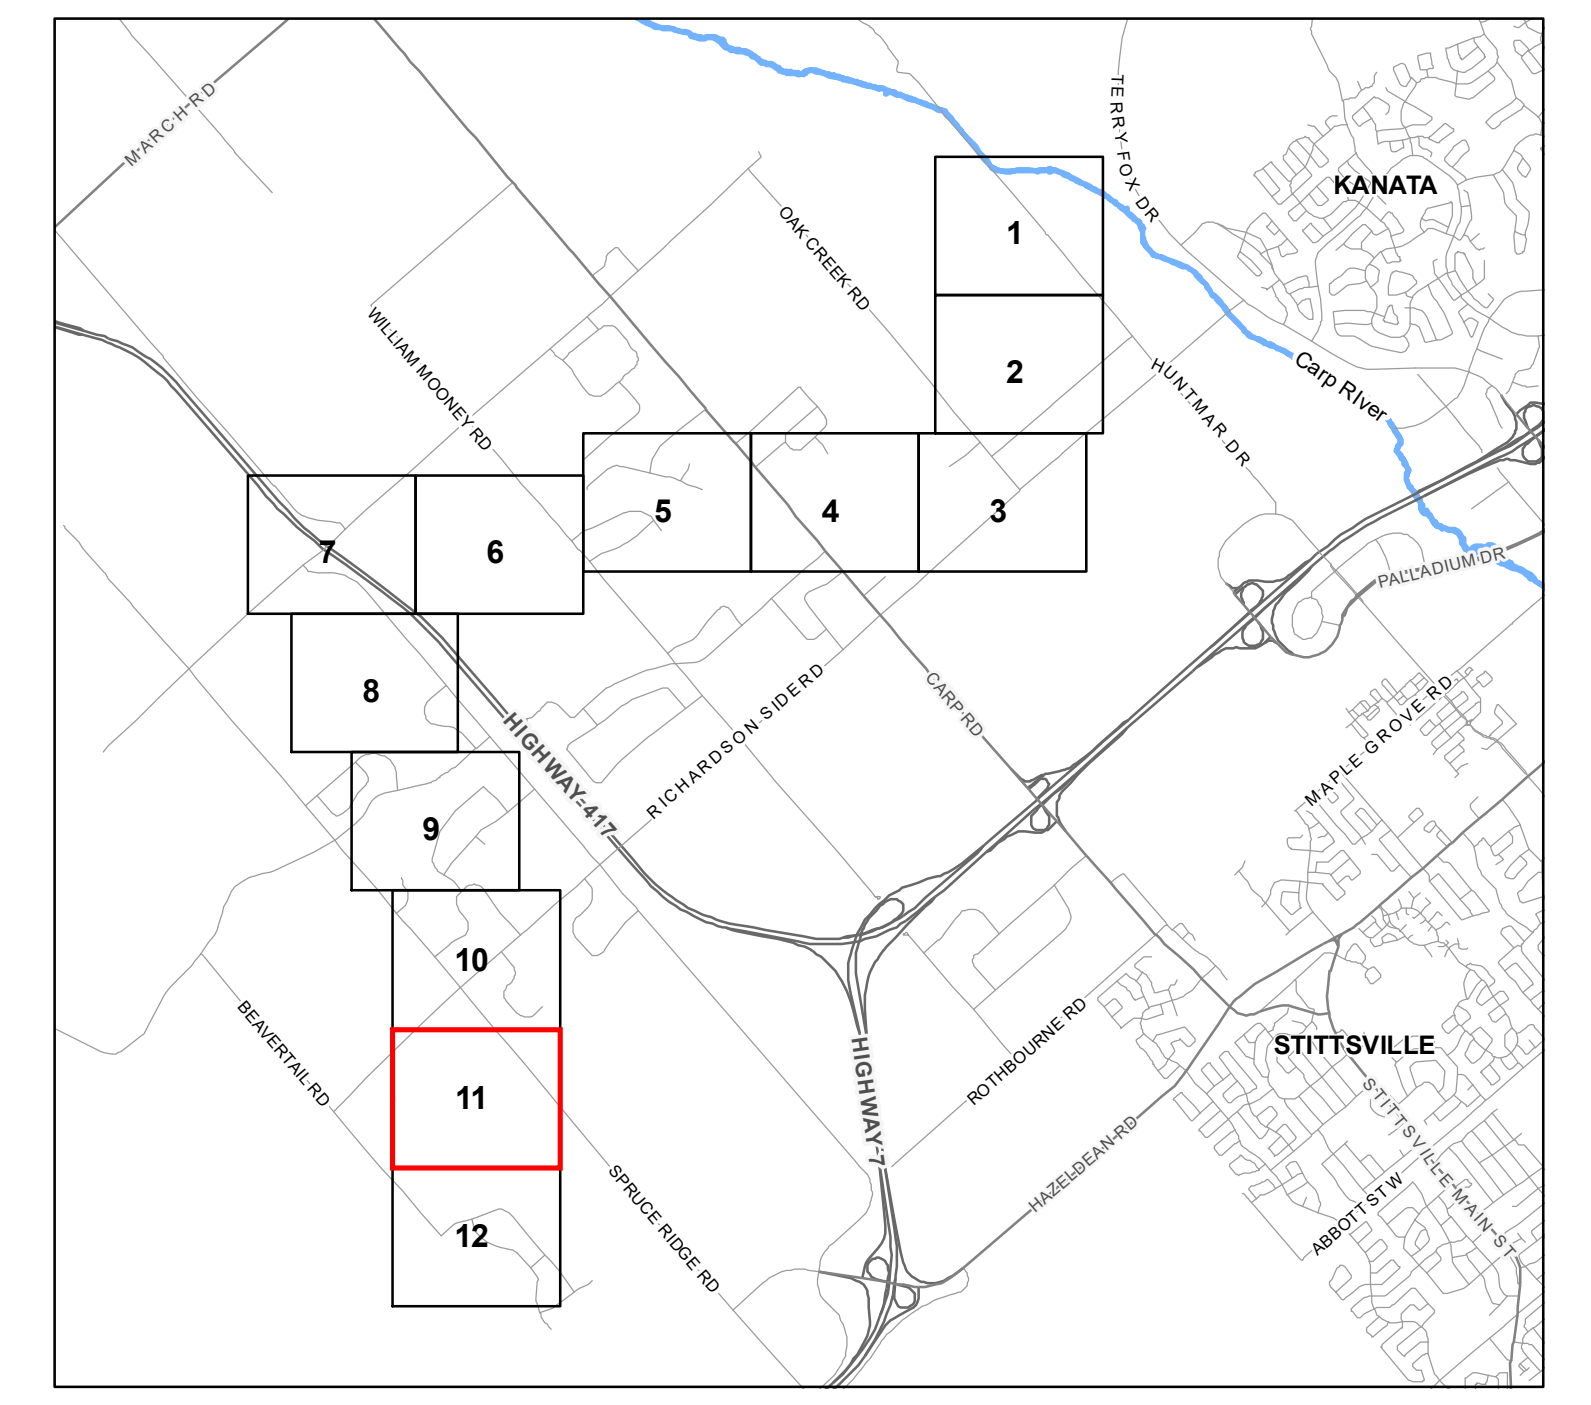 MARCH RD
TERRY FOX DR
KANATA
OAK CREEK RD
1
WILLIAM MOONEY RD
2
HUNTMAR DR
Carp RIver
5
4
3
7
6
PALLADIUM DR
8
CARP RD
HIGHWAY 417
RICHARDSON SIDE RD
MAPLE GROVE RD
9
10
BEAVERTAIL RD
HIGHWAY 7
ROTHBOURNE RD
STITTSVILLE
11
STITTSVILLE MAIN ST
HAZELDEAN RD
SPRUCE RIDGE RD
ABBOTT ST W
12